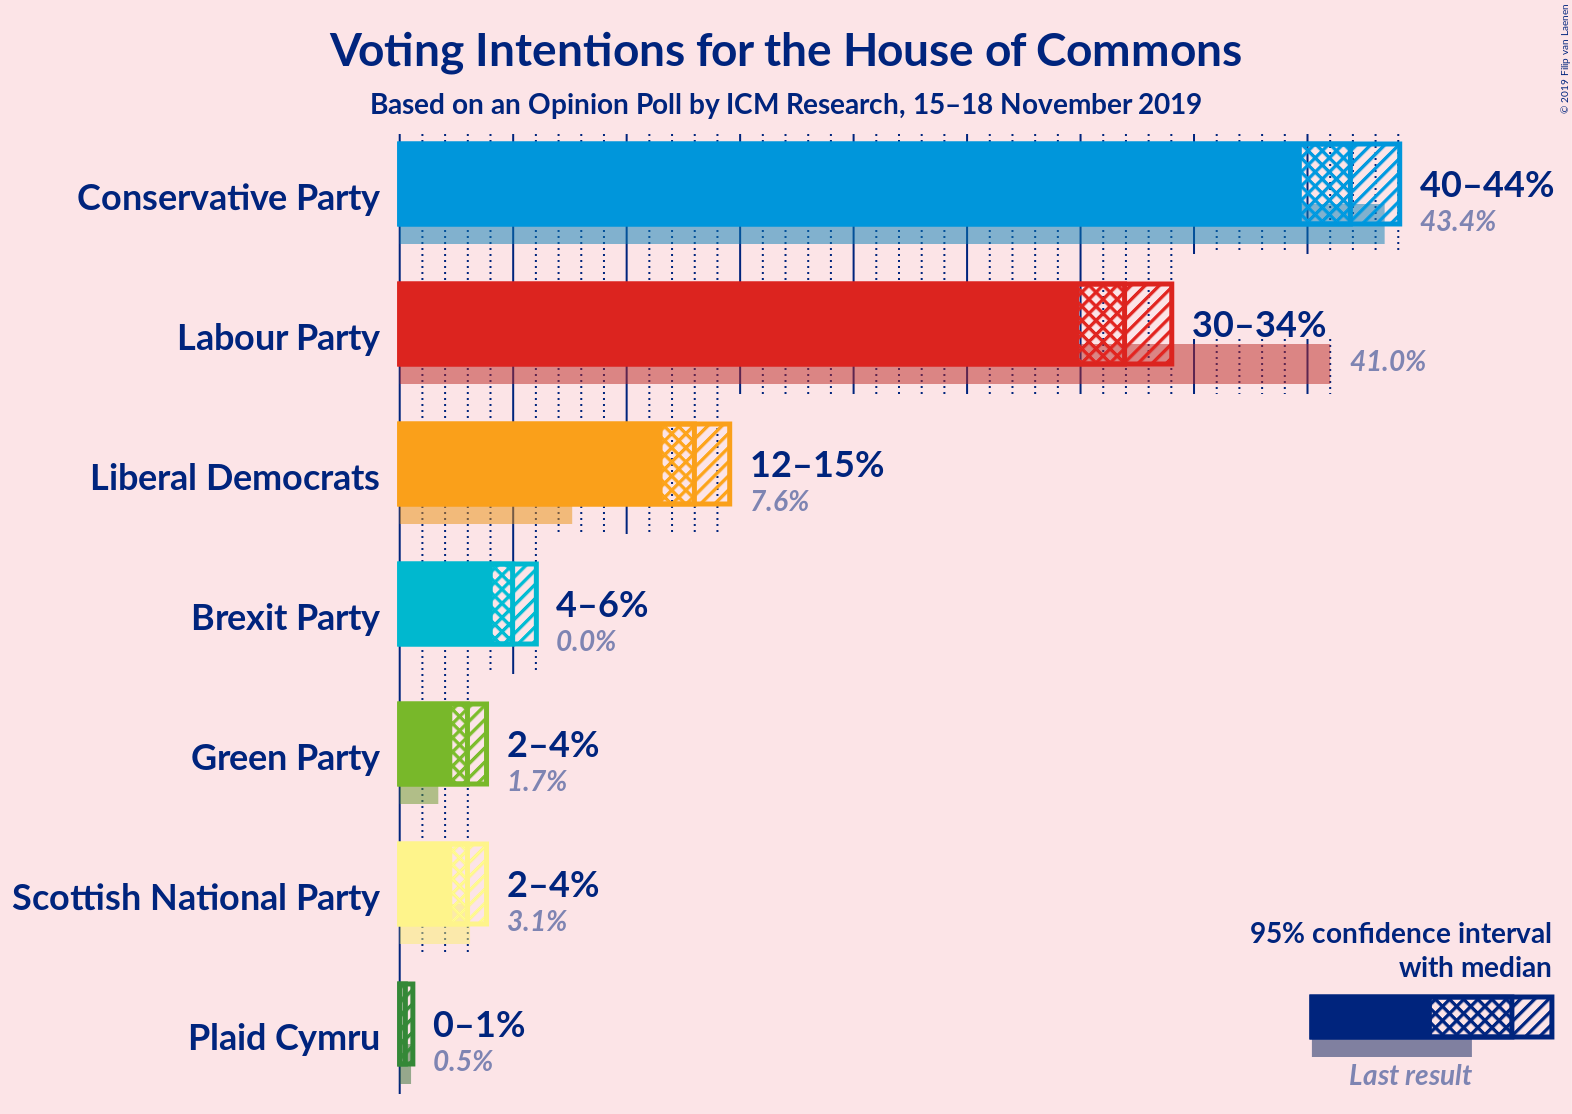 Voting Intentions for the House of Commons
Based on an Opinion Poll by ICM Research, 15–18 November 2019
© 2019 Filip van Laenen
Conservative Party
40–44%
43.4%
Labour Party
30–34%
41.0%
Liberal Democrats
12–15%
7.6%
Brexit Party
4–6%
0.0%
Green Party
2–4%
1.7%
Scottish National Party
2–4%
3.1%
Plaid Cymru
0–1%
0.5%
95% confidence interval
with median
Last result